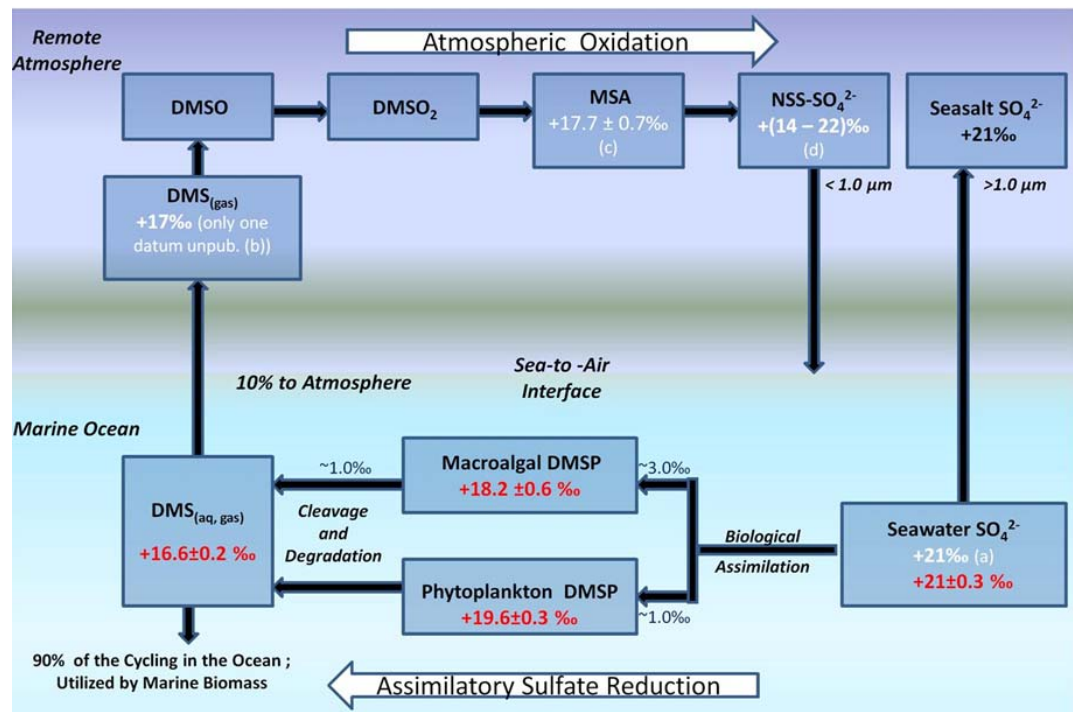 Remote
Atmosphere
Atmospheric Oxidation
DMSO
DMSO₂
MSA
+17.7 ± 0.7‰
(c)
NSS-SO₄²⁻
+(14 – 22)‰
(d)
Seasalt SO₄²⁻
+21‰
< 1.0 µm
>1.0 µm
DMS(gas)
+17‰ (only one
datum unpub. (b))
Sea-to -Air
Interface
10% to Atmosphere
Marine Ocean
DMS(aq, gas)
+16.6±0.2 ‰
~1.0‰
Cleavage
and
Degradation
Macroalgal DMSP
+18.2 ±0.6 ‰
~3.0‰
Phytoplankton DMSP
+19.6±0.3 ‰
~1.0‰
Biological
Assimilation
Seawater SO₄²⁻
+21‰ (a)
+21±0.3 ‰
90% of the Cycling in the Ocean ;
Utilized by Marine Biomass
Assimilatory Sulfate Reduction